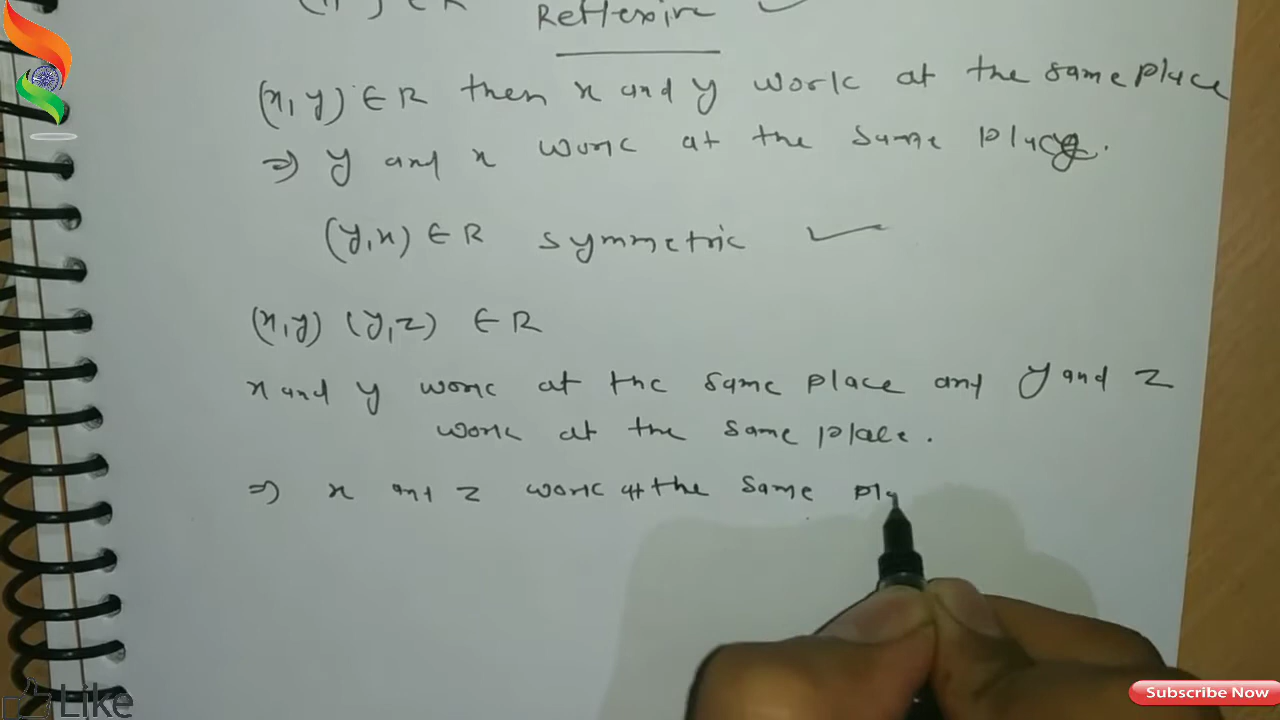 Reflexive ✓
(x,y) ∈ R then x and y work at the same place
⇒ y and x work at the same place.
(y,x) ∈ R symmetric ✓
(x,y) (y,z) ∈ R
x and y work at the same place and y and z
work at the same place.
⇒ x and z work at the same pla
Like
Subscribe Now